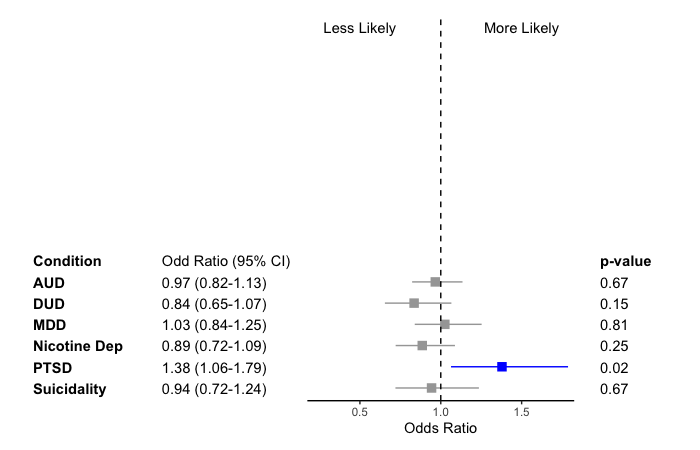 Less Likely More Likely
Condition Odd Ratio (95% CI) p-value
AUD 0.97 (0.82-1.13) 0.67
DUD 0.84 (0.65-1.07) 0.15
MDD 1.03 (0.84-1.25) 0.81
Nicotine Dep 0.89 (0.72-1.09) 0.25
PTSD 1.38 (1.06-1.79) 0.02
Suicidality 0.94 (0.72-1.24) 0.67
0.5 1.0 1.5
Odds Ratio